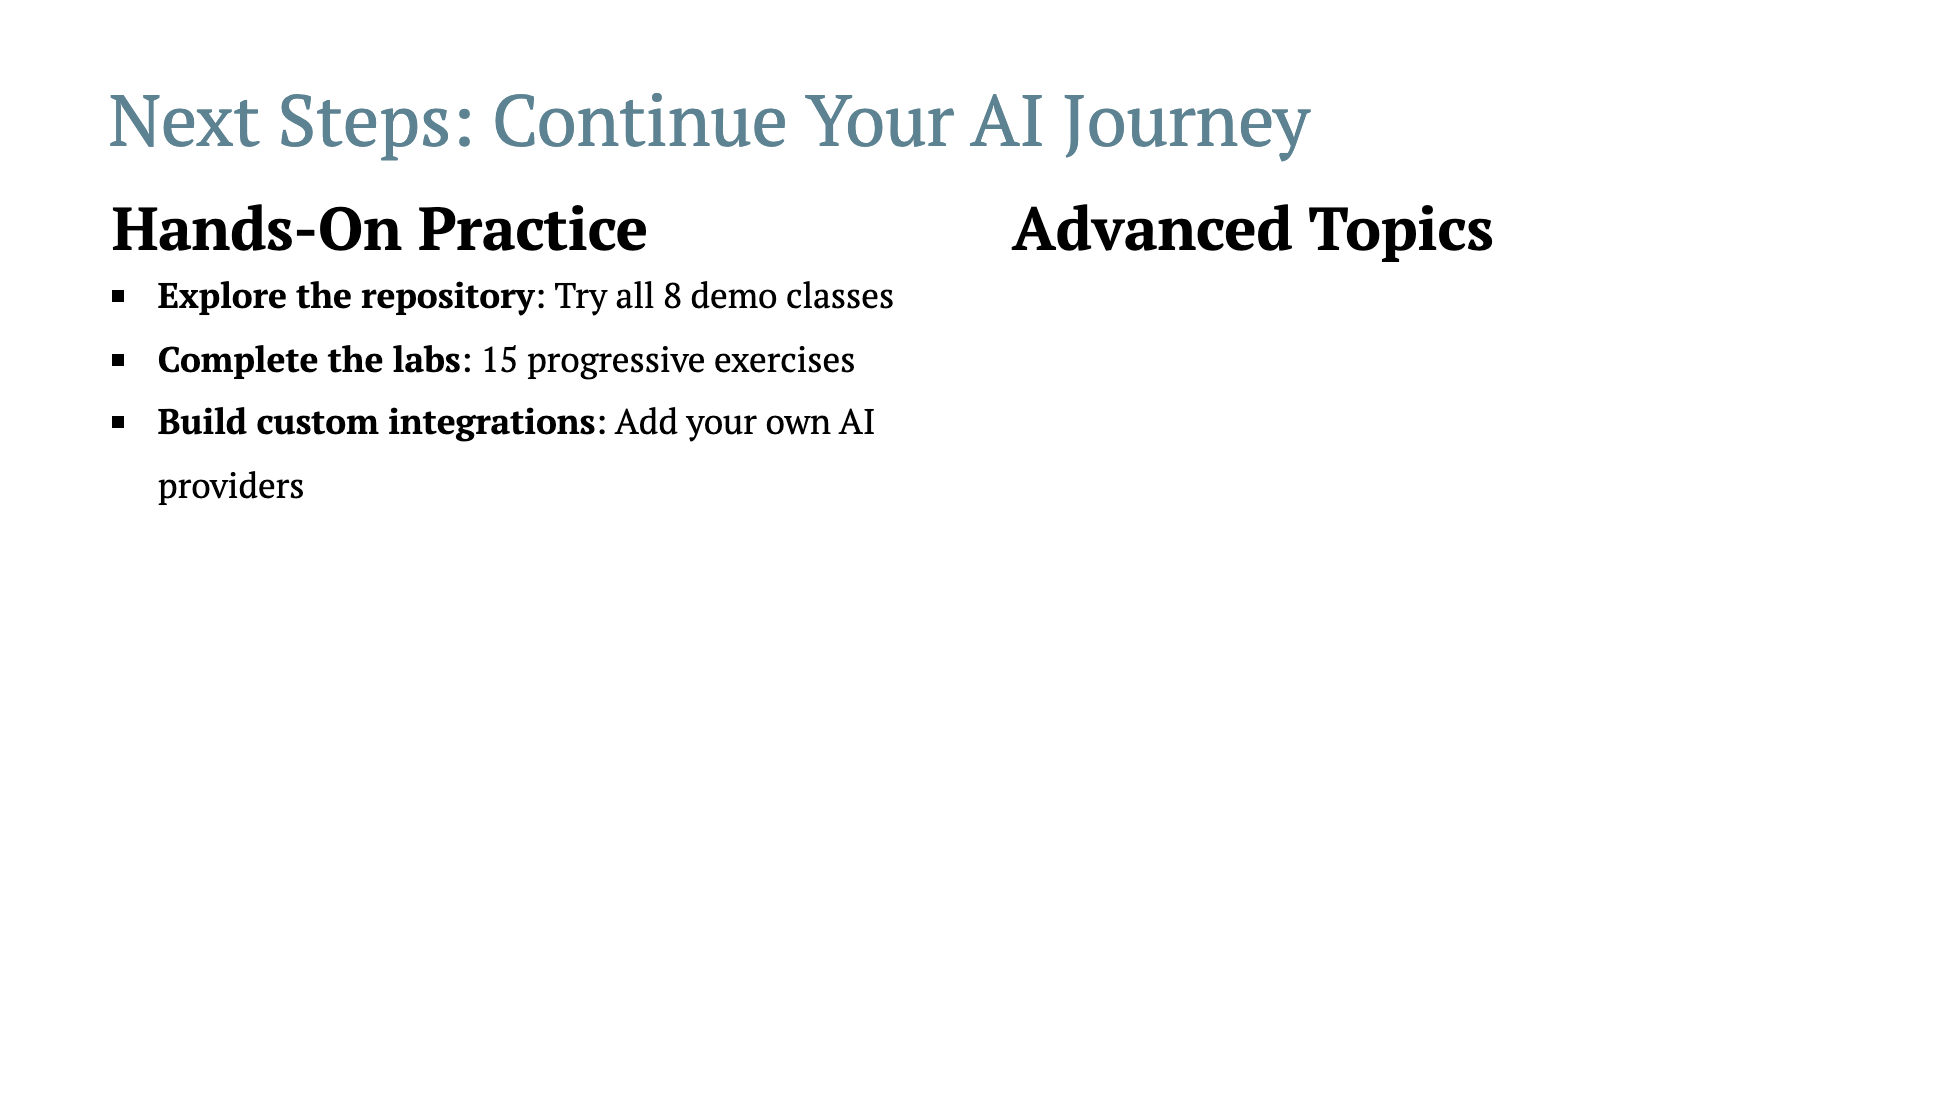 Next Steps: Continue Your AI Journey
Hands-On Practice
▪ Explore the repository: Try all 8 demo classes
▪ Complete the labs: 15 progressive exercises
▪ Build custom integrations: Add your own AI
providers
Advanced Topics